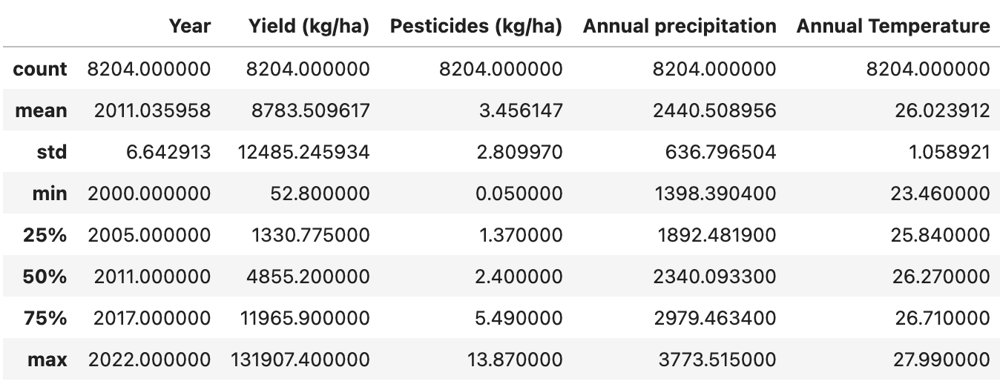 Year Yield (kg/ha) Pesticides (kg/ha) Annual precipitation Annual Temperature
count 8204.000000 8204.000000 8204.000000 8204.000000 8204.000000
mean 2011.035958 8783.509617 3.456147 2440.508956 26.023912
std 6.642913 12485.245934 2.809970 636.796504 1.058921
min 2000.000000 52.800000 0.050000 1398.390400 23.460000
25% 2005.000000 1330.775000 1.370000 1892.481900 25.840000
50% 2011.000000 4855.200000 2.400000 2340.093300 26.270000
75% 2017.000000 11965.900000 5.490000 2979.463400 26.710000
max 2022.000000 131907.400000 13.870000 3773.515000 27.990000